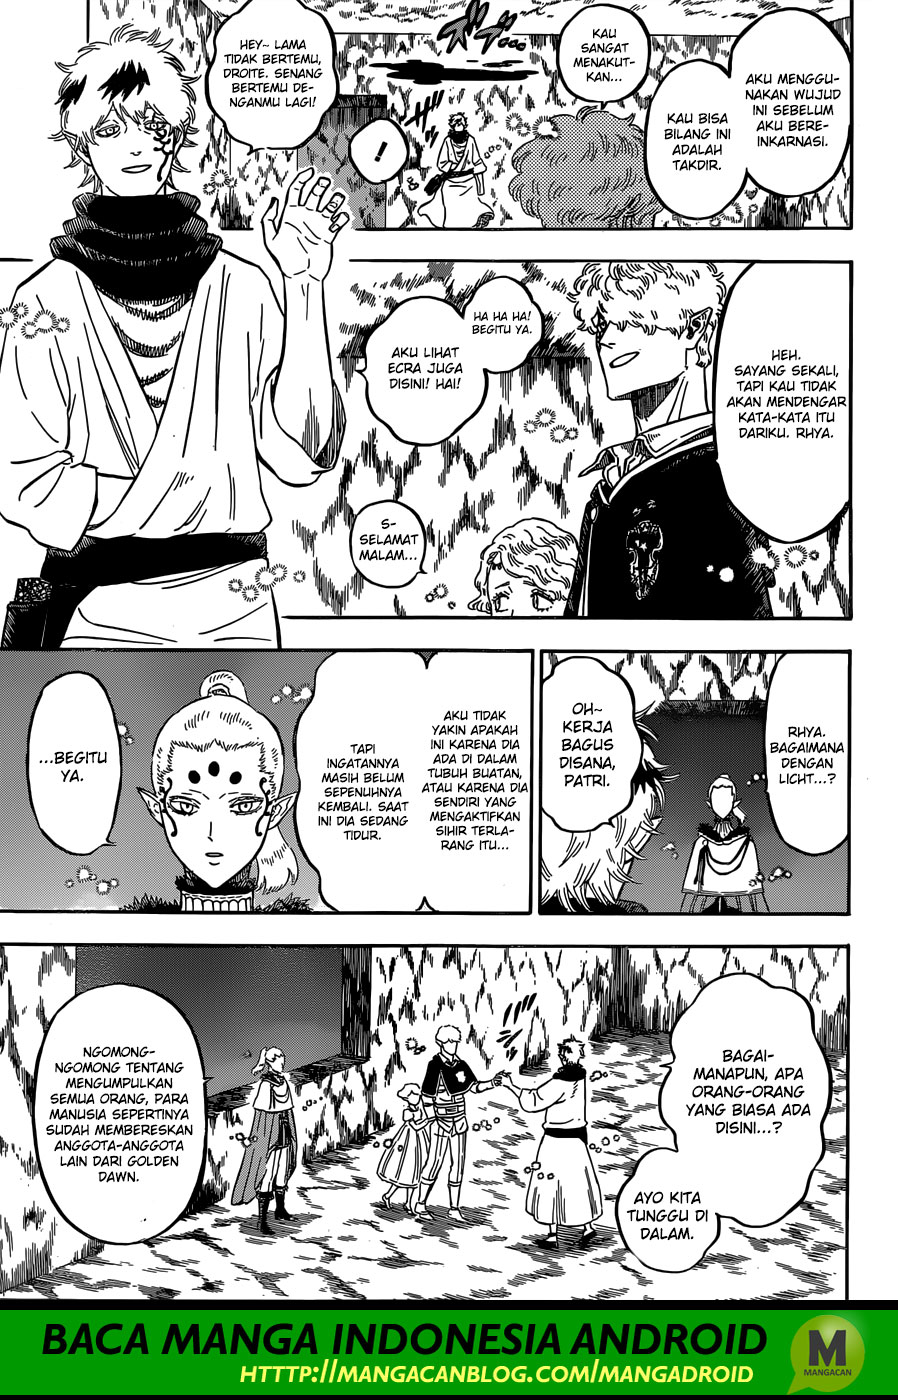 AKU MENGGU-
NAKAN WUJUD
INI SEBELUM
AKU BERE-
INKARNASI.
KAU BISA
BILANG INI
ADALAH
TAKDIR.
KAU
SANGAT
MENAKUT-
KAN...
!
HEY~ LAMA
TIDAK BERTEMU,
DROITE. SENANG
BERTEMU DE-
NGANMU LAGI!
HEH.
SAYANG SEKALI,
TAPI KAU TIDAK
AKAN MENDENGAR
KATA-KATA ITU
DARIKU. RHYA.
HA HA HA!
BEGITU YA.
AKU LIHAT
ECRA JUGA
DISINI! HAI!
S-
SELAMAT
MALAM...
RHYA.
BAGAIMANA
DENGAN
LICHT...?
OH~
KERJA
BAGUS
DISANA,
PATRI.
AKU TIDAK
YAKIN APAKAH
INI KARENA DIA
ADA DI DALAM
TUBUH BUATAN,
ATAU KARENA DIA
SENDIRI YANG
MENGAKTIFKAN
SIHIR TERLA-
RANG ITU...
TAPI
INGATANNYA
MASIH BELUM
SEPENUHNYA
KEMBALI. SAAT
INI DIA SEDANG
TIDUR.
...BEGITU
YA.
BAGAI-
MANAPUN, APA
ORANG-ORANG
YANG BIASA ADA
DISINI...?
AYO KITA
TUNGGU DI
DALAM.
NGOMONG-
NGOMONG TENTANG
MENGUMPULKAN
SEMUA ORANG, PARA
MANUSIA SEPERTINYA
SUDAH MEMBERESKAN
ANGGOTA-ANGGOTA
LAIN DARI GOLDEN
DAWN.
BACA MANGA INDONESIA ANDROID
HTTTP://MANGACANBLOG.COM/MANGADROID
M
MANGACAN